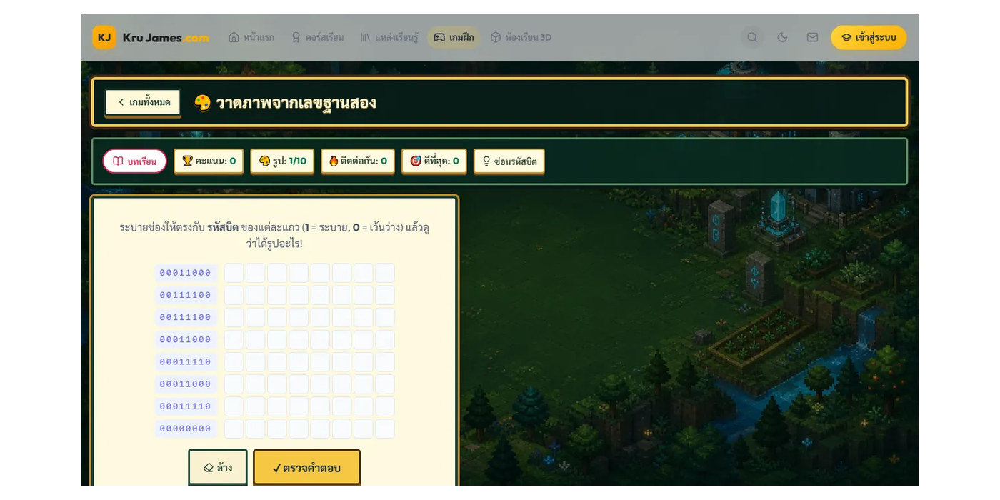 KJ Kru James.com หน้าแรก คอร์สเรียน แหล่งเรียนรู้ เกมฝึก ห้องเรียน 3D เข้าสู่ระบบ
เกมทั้งหมด 🎨 วาดภาพจากเลขฐานสอง
บทเรียน 🏆 คะแนน: 0 🎨 รูป: 1/10 🔥 ติดต่อกัน: 0 🎯 ดีที่สุด: 0 ซ่อนรหัสบิต
ระบายช่องให้ตรงกับ รหัสบิต ของแต่ละแถว (1 = ระบาย, 0 = เว้นว่าง) แล้วดู
ว่าได้รูปอะไร!
00011000
00111100
00111100
00011000
00011110
00011000
00011110
00000000
ล้าง ✓ ตรวจคำตอบ